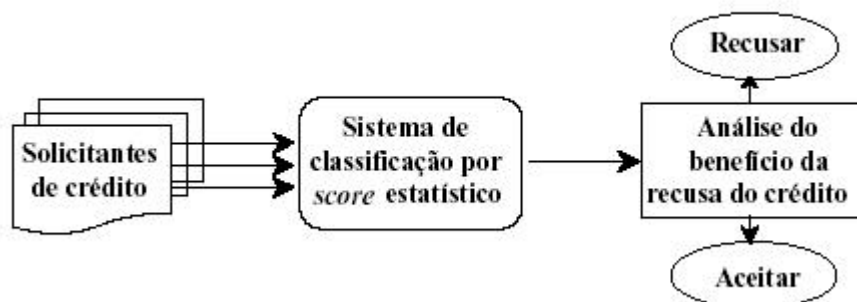 Solicitantes
de crédito
Sistema de
classificação por
score estatístico
Recusar
Análise do
benefício da
recusa do crédito
Aceitar